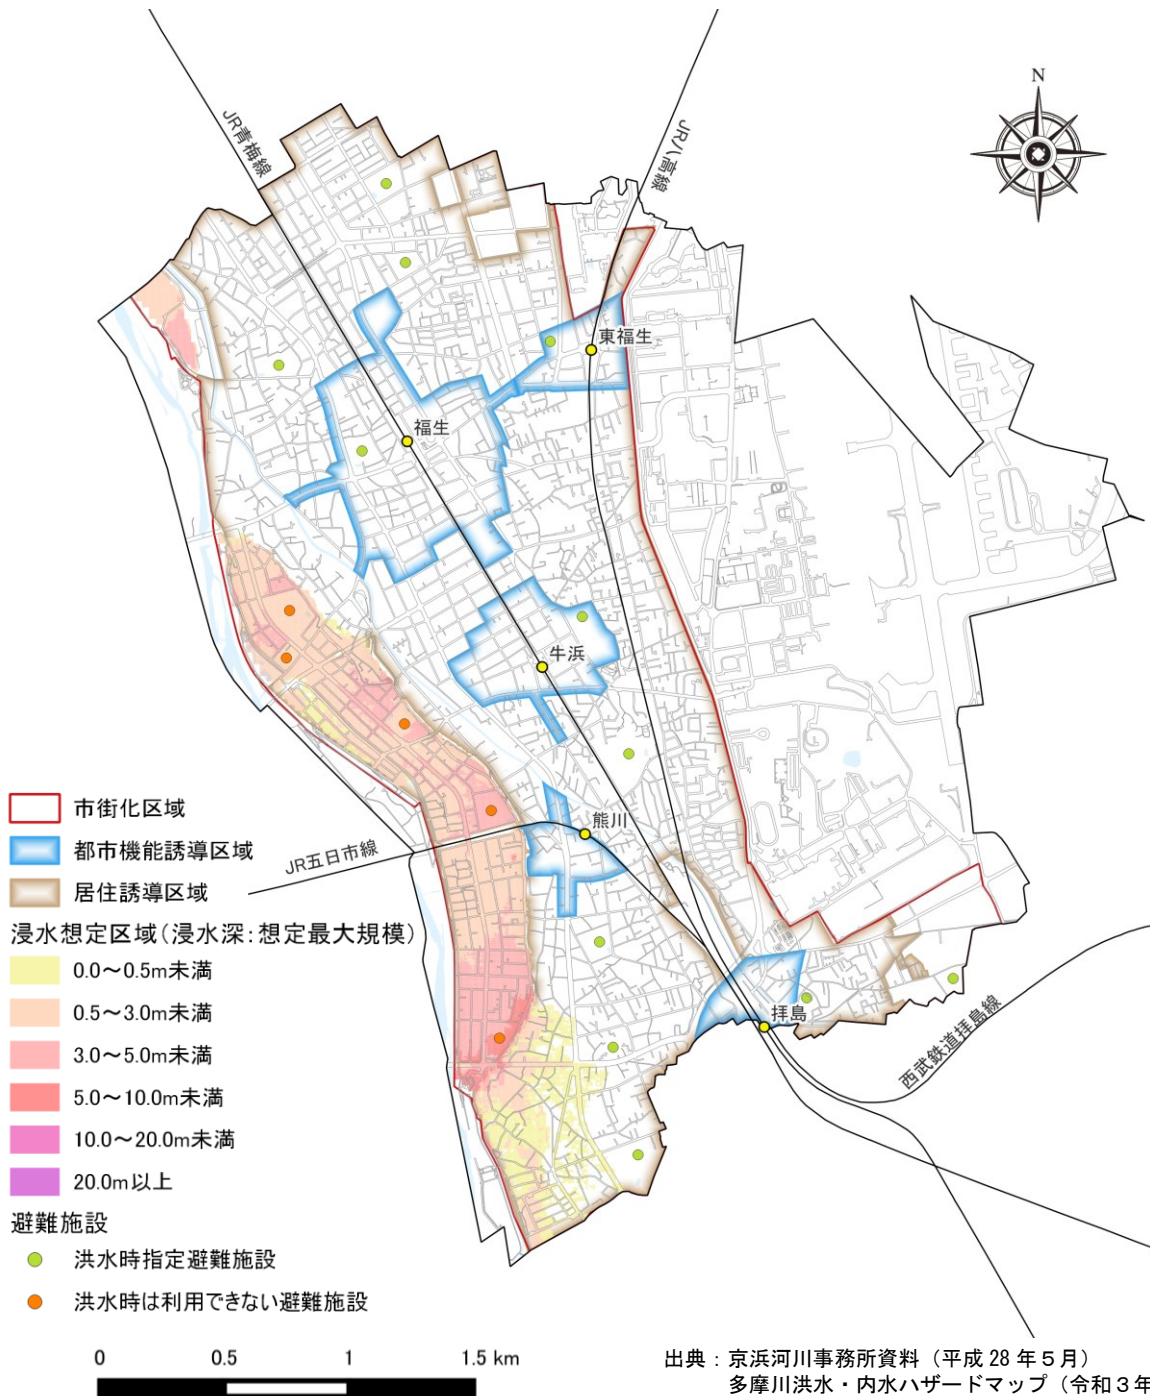 N
JR青梅線
JR八高線
東福生
福生
牛浜
熊川
JR五日市線
拝島
西武鉄道拝島線
市街化区域
都市機能誘導区域
居住誘導区域
浸水想定区域(浸水深:想定最大規模)
0.0～0.5m未満
0.5～3.0m未満
3.0～5.0m未満
5.0～10.0m未満
10.0～20.0m未満
20.0m以上
避難施設
洪水時指定避難施設
洪水時は利用できない避難施設
0 0.5 1 1.5 km
出典：京浜河川事務所資料（平成28年５月）
多摩川洪水・内水ハザードマップ（令和３年